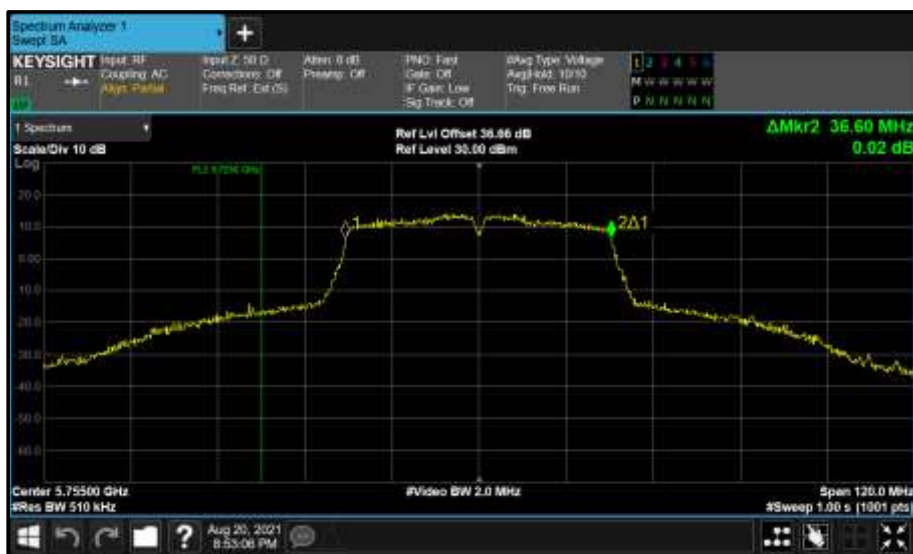 Spectrum Analyzer 1
Swept SA
KEYSIGHT
R L
Input: RF
Coupling: AC
Align: Partial
Input Z: 50 Ω
Corrections: Off
Freq Ref: Ext (S)
Atten: 6 dB
Preamp: Off
PNO: Fast
Gate: Off
IF Gain: Low
Sig Track: Off
#Avg Type: Voltage
Avg|Hold: 10/10
Trig: Free Run
1 2 3 4 5 6
M W W W W W
P N N N N N
1 Spectrum
Scale/Div 10 dB
Ref Lvl Offset 36.66 dB
Ref Level 30.00 dBm
ΔMkr2 36.60 MHz
0.02 dB
Log
20.0
10.0
0.00
-10.0
-20.0
-30.0
-40.0
-50.0
-60.0
1
2Δ1
Center 5.75500 GHz
#Res BW 510 kHz
#Video BW 2.0 MHz
Span 120.0 MHz
#Sweep 1.00 s (1001 pts)
?
Aug 20, 2021
8:53:06 PM